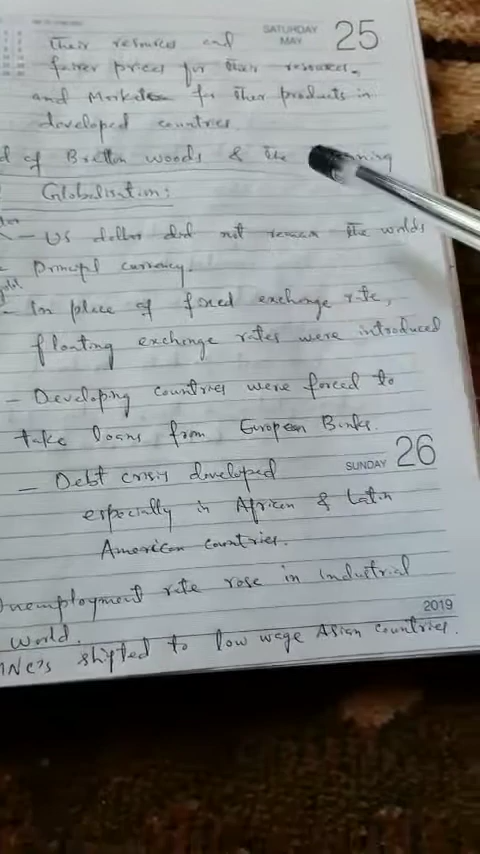 SATURDAY
MAY 25
their resources and
fairer prices for their resources,
and Markets for ther products in
developed countries.
d of Bretton woods & the
Globalisation:
- US dollar did not remain the worlds
Principal currency.
- In place of fixed exchange rate,
floating exchange rates were introduced
- Developing countries were forced to
take loans from European Banks.
SUNDAY 26
- Debt crisis developed
especially in African & Latin
American countries.
Unemployment rate rose in industrial
2019
world.
MNC's shifted to low wage Asian Countries.